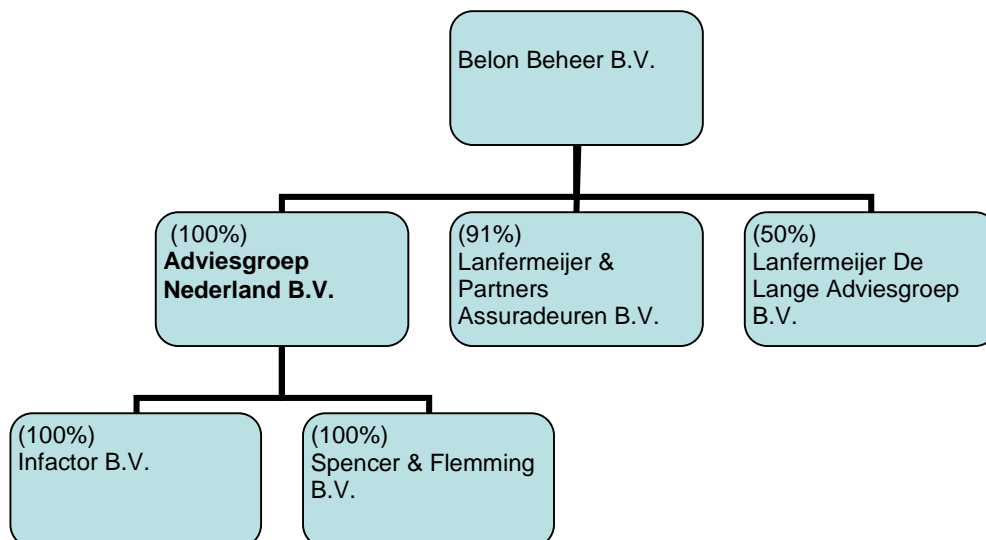 Belon Beheer B.V.
(100%)
Adviesgroep
Nederland B.V.
(91%)
Lanfermeijer &
Partners
Assuradeuren B.V.
(50%)
Lanfermeijer De
Lange Adviesgroep
B.V.
(100%)
Infactor B.V.
(100%)
Spencer & Flemming
B.V.